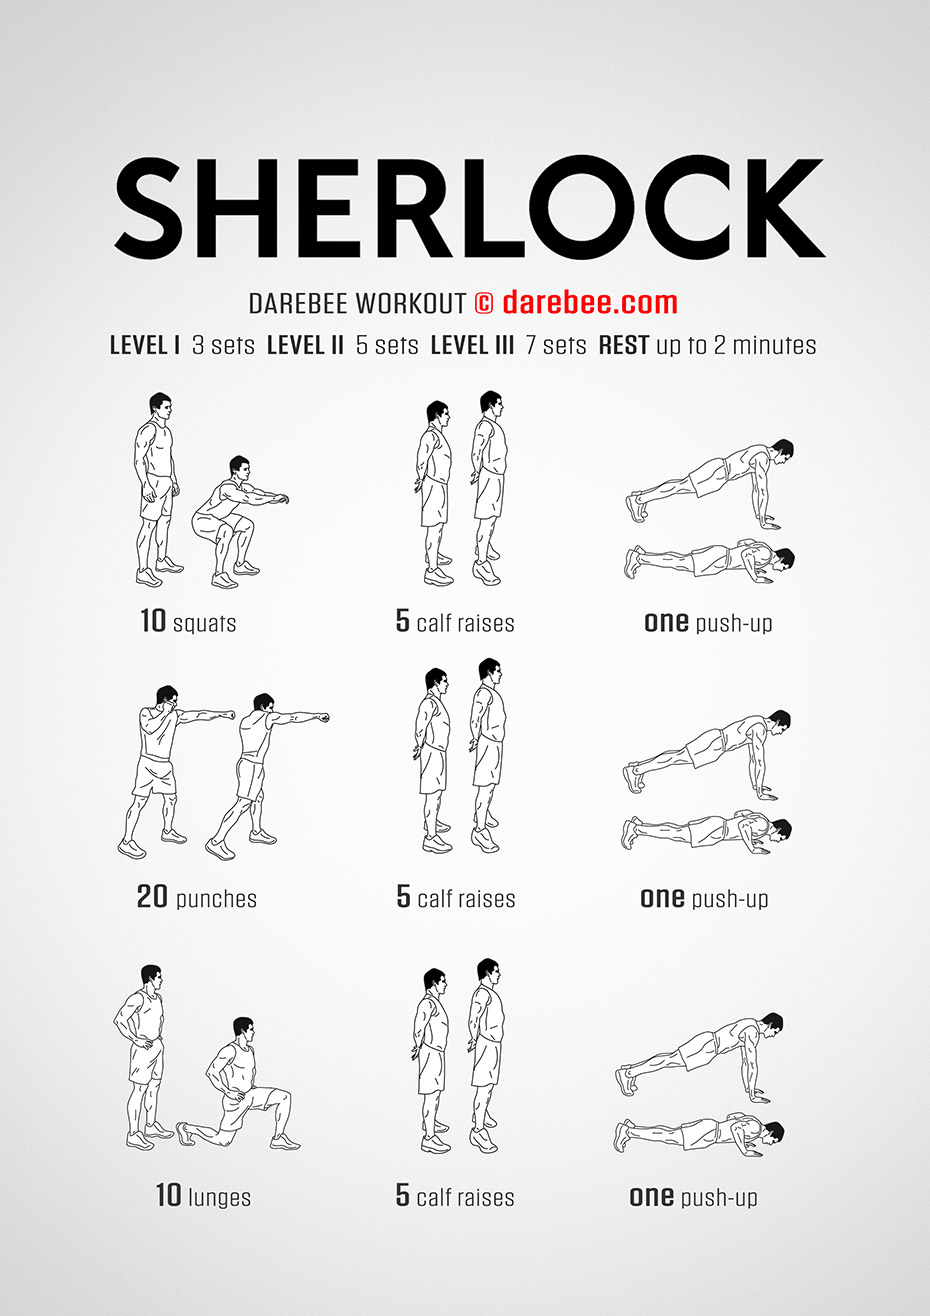 SHERLOCK
DAREBEE WORKOUT © darebee.com
LEVEL I 3 sets LEVEL II 5 sets LEVEL III 7 sets REST up to 2 minutes
10 squats
5 calf raises
one push-up
20 punches
5 calf raises
one push-up
10 lunges
5 calf raises
one push-up